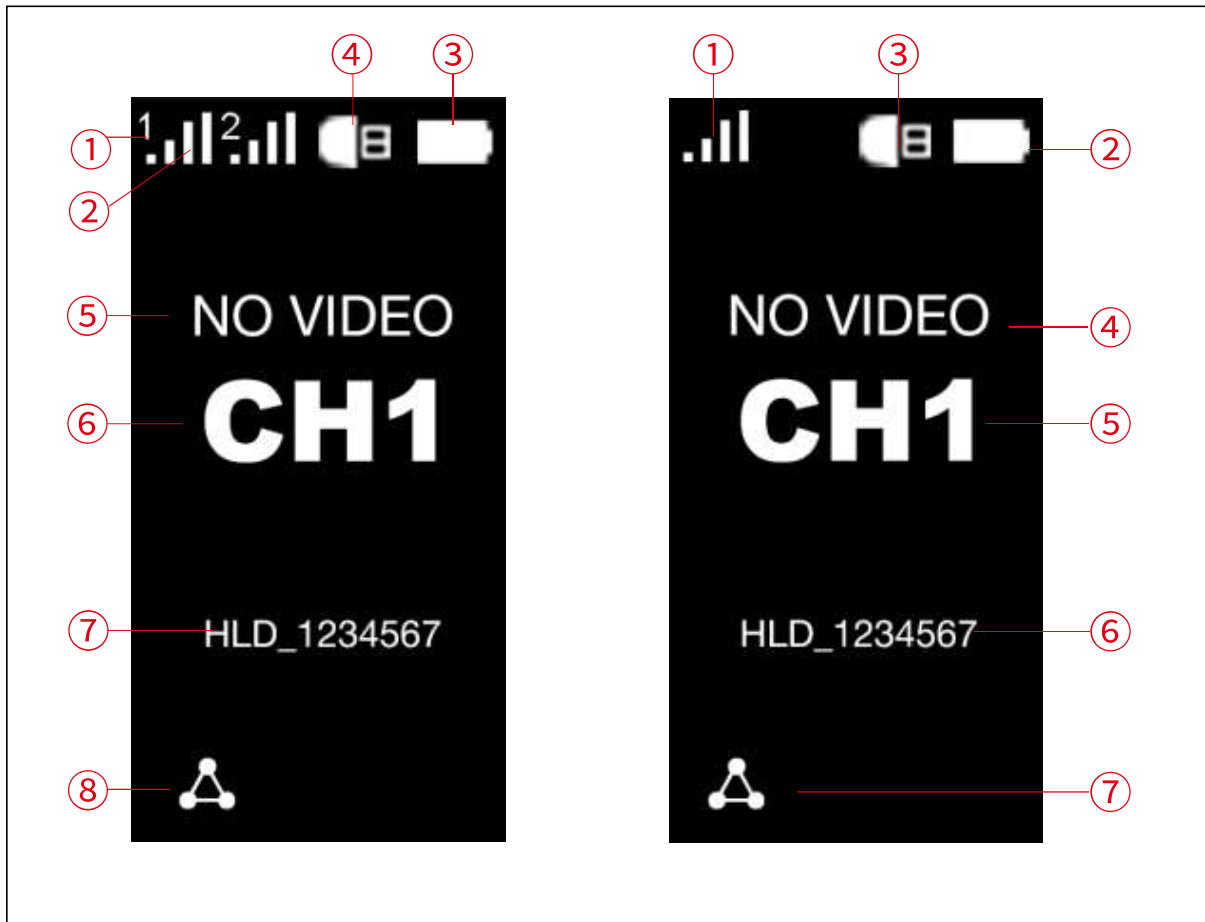 ④ ③ ① ③
① 1 2 ②
②
⑤ NO VIDEO NO VIDEO ④
⑥ CH1 CH1 ⑤
⑦ HLD_1234567 HLD_1234567 ⑥
⑧ ⑦